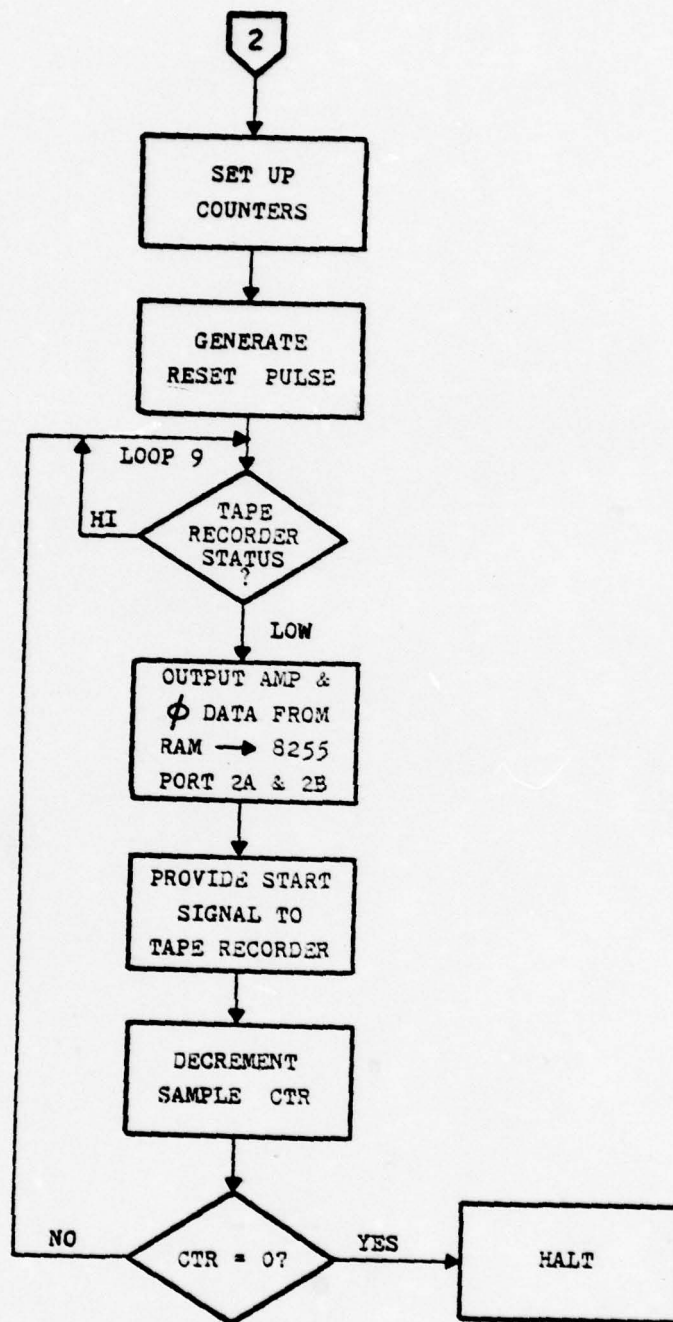 2
SET UP
COUNTERS
GENERATE
RESET PULSE
LOOP 9
HI
TAPE
RECORDER
STATUS
?
LOW
OUTPUT AMP &
ϕ DATA FROM
RAM → 8255
PORT 2A & 2B
PROVIDE START
SIGNAL TO
TAPE RECORDER
DECREMENT
SAMPLE CTR
NO
CTR = 0?
YES
HALT